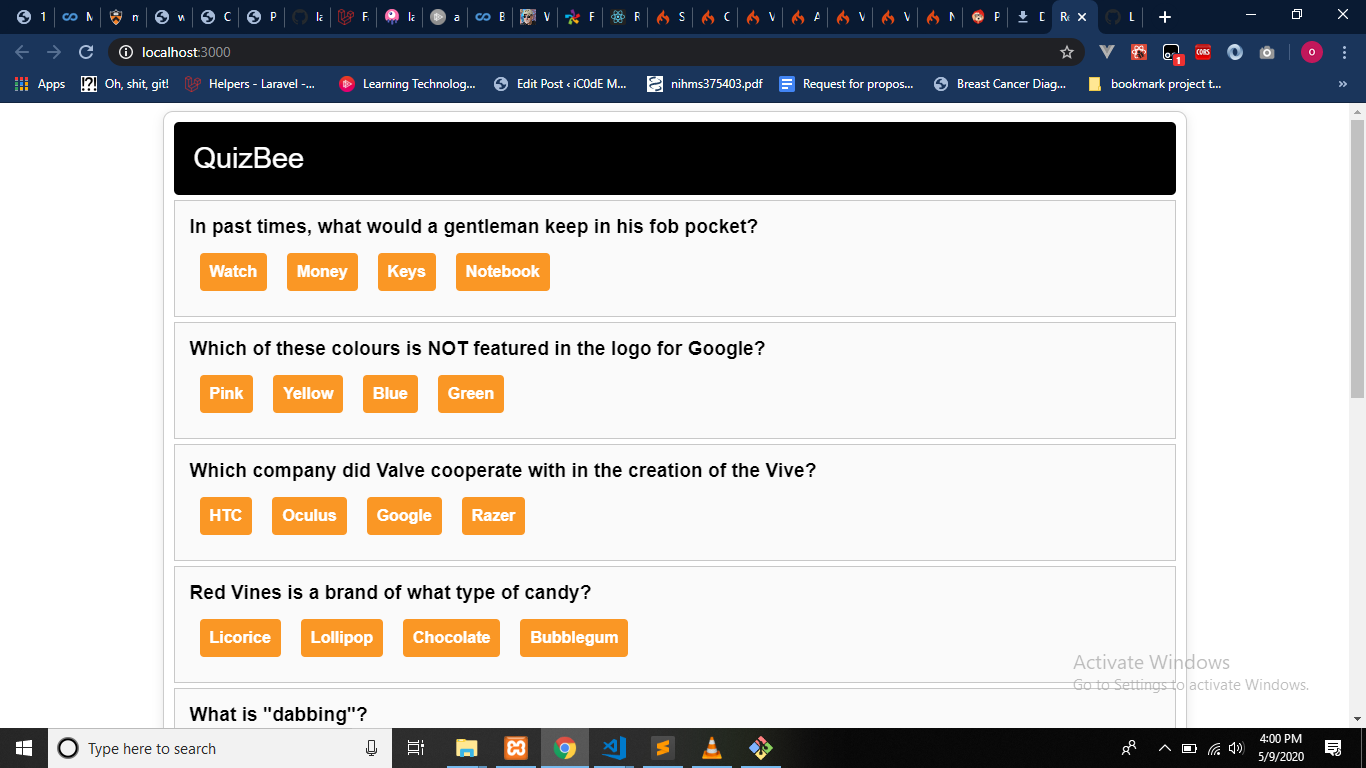 1
M
n
w
C
P
la
F
la
a
B
V
F
R
S
C
V
A
V
V
N
P
D
Re
L
localhost:3000
1
CORS
O
Apps
Oh, shit, git!
Helpers - Laravel -...
Learning Technolog...
Edit Post ‹ iC0dE M...
nihms375403.pdf
Request for propos...
Breast Cancer Diag...
bookmark project t...
»
QuizBee
In past times, what would a gentleman keep in his fob pocket?
Watch Money Keys Notebook
Which of these colours is NOT featured in the logo for Google?
Pink Yellow Blue Green
Which company did Valve cooperate with in the creation of the Vive?
HTC Oculus Google Razer
Red Vines is a brand of what type of candy?
Licorice Lollipop Chocolate Bubblegum
Activate Windows
Go to Settings to activate Windows.
What is "dabbing"?
Type here to search
4:00 PM
5/9/2020